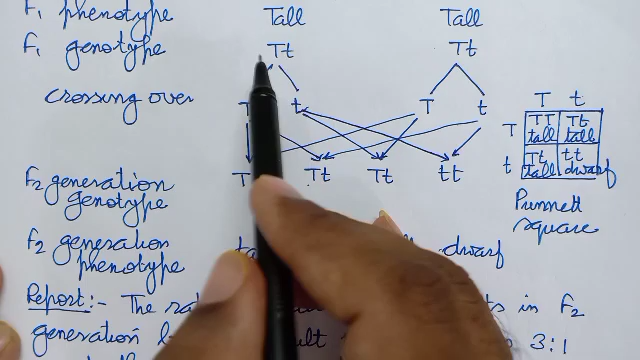 F1 phenotype Tall Tall
F1 genotype Tt Tt
crossing over T t T t
T t
T TT tall Tt tall
t Tt tall tt dwarf
F2 generation genotype T Tt Tt tt
Punnett square
F2 generation phenotype dwarf
Report:- The in F2
generation 3:1